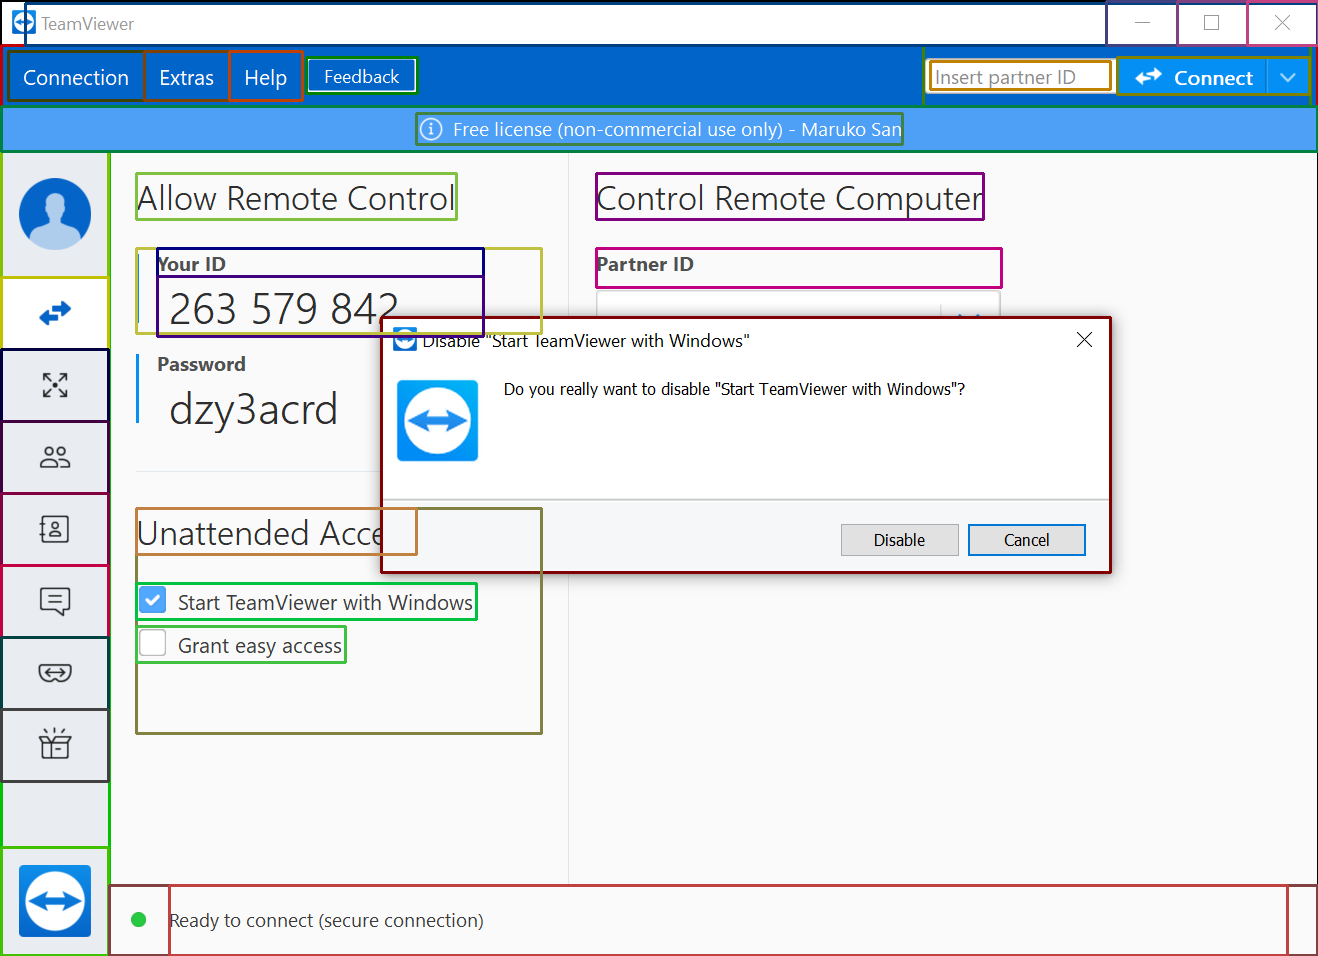 TeamViewer
Connection Extras Help Feedback Insert partner ID Connect
Free license (non-commercial use only) - Maruko San
Allow Remote Control
Control Remote Computer
Your ID
263 579 842
Partner ID
Password
dzy3acrd
Disable "Start TeamViewer with Windows"
Do you really want to disable "Start TeamViewer with Windows"?
Disable Cancel
Unattended Acce
Start TeamViewer with Windows
Grant easy access
Ready to connect (secure connection)